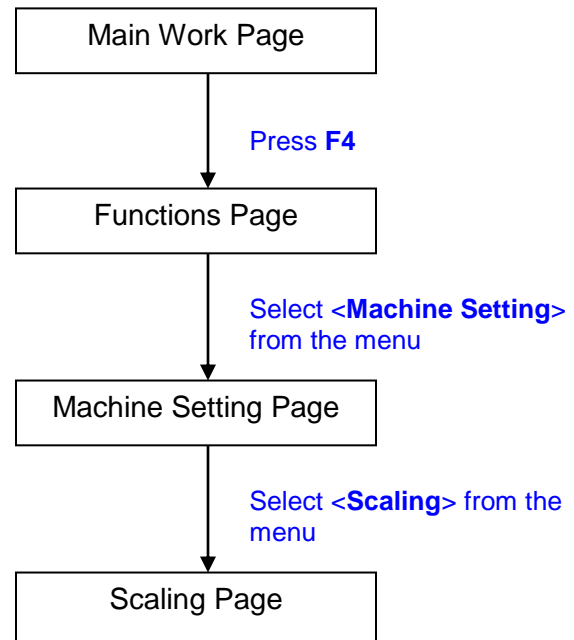 Main Work Page
Press F4
Functions Page
Select <Machine Setting>
from the menu
Machine Setting Page
Select <Scaling> from the
menu
Scaling Page